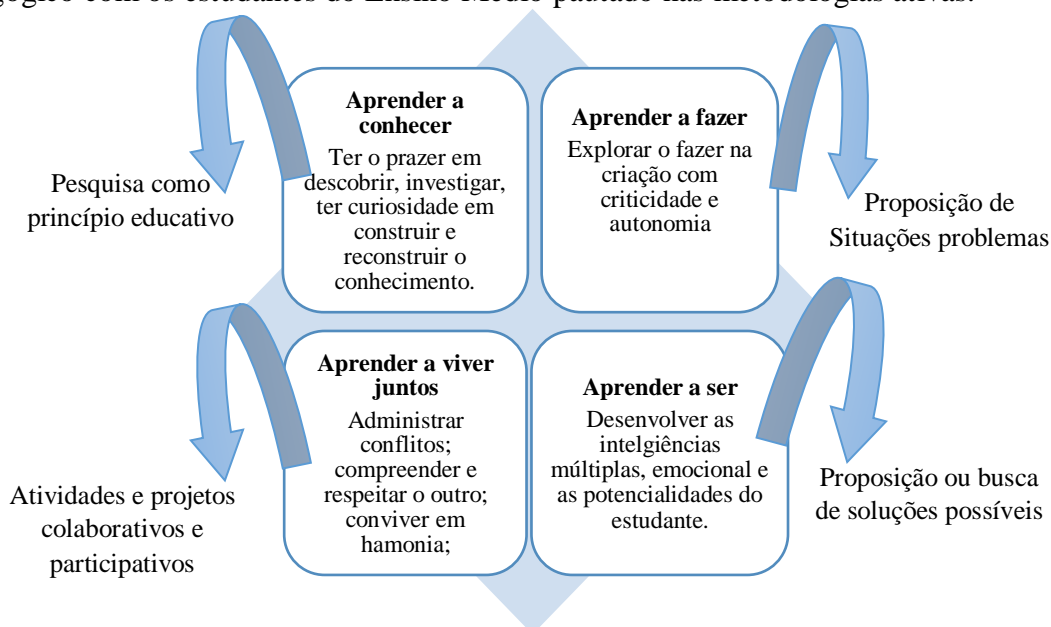 gógico com os estudantes do Ensino Médio pautado nas metodologias ativas.
Aprender a
conhecer
Ter o prazer em
descobrir, investigar,
ter curiosidade em
construir e
reconstruir o
conhecimento.
Aprender a fazer
Explorar o fazer na
criação com
criticidade e
autonomia
Pesquisa como
princípio educativo
Proposição de
Situações problemas
Aprender a viver
juntos
Administrar
conflitos;
compreender e
respeitar o outro;
conviver em
hamonia;
Aprender a ser
Desenvolver as
intelgiências
múltiplas, emocional e
as potencialidades do
estudante.
Atividades e projetos
colaborativos e
participativos
Proposição ou busca
de soluções possíveis